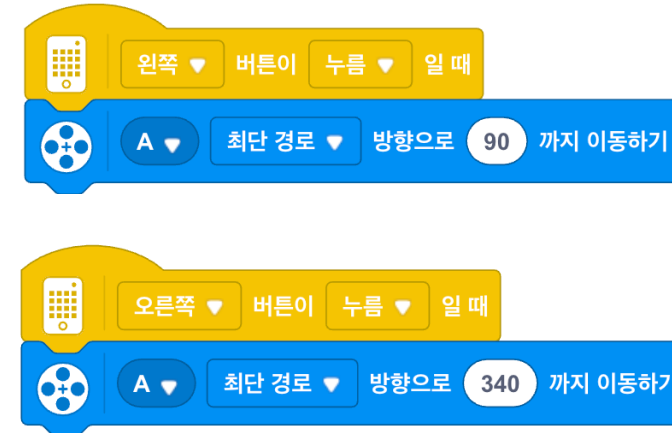 왼쪽 버튼이 누름 일 때
A 최단 경로 방향으로 90 까지 이동하기
오른쪽 버튼이 누름 일 때
A 최단 경로 방향으로 340 까지 이동하기